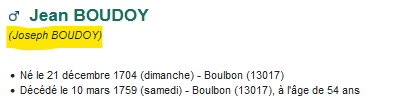 ♂ Jean BOUDOY
(Joseph BOUDOY)
• Né le 21 décembre 1704 (dimanche) - Boulbon (13017)
• Décédé le 10 mars 1759 (samedi) - Boulbon (13017), à l'âge de 54 ans